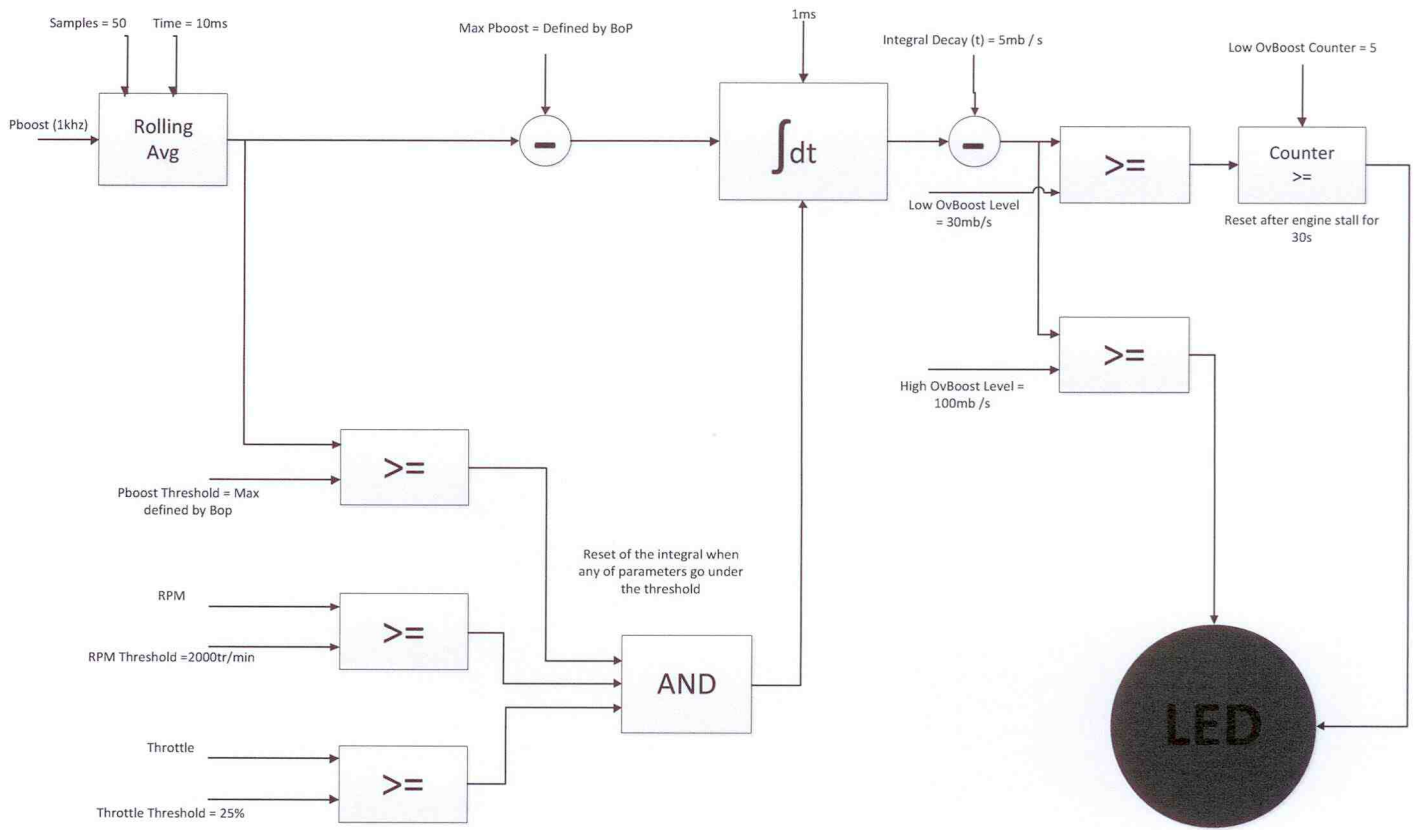 Samples = 50
Time = 10ms
Pboost (1khz)
Rolling
Avg
Max Pboost = Defined by BoP
-
1ms
∫dt
Integral Decay (t) = 5mb / s
-
>=
Low OvBoost Level
= 30mb/s
Low OvBoost Counter = 5
Counter
>=
Reset after engine stall for
30s
>=
High OvBoost Level =
100mb /s
>=
Pboost Threshold = Max
defined by Bop
Reset of the integral when
any of parameters go under
the threshold
RPM
>=
RPM Threshold =2000tr/min
AND
Throttle
>=
Throttle Threshold = 25%
LED